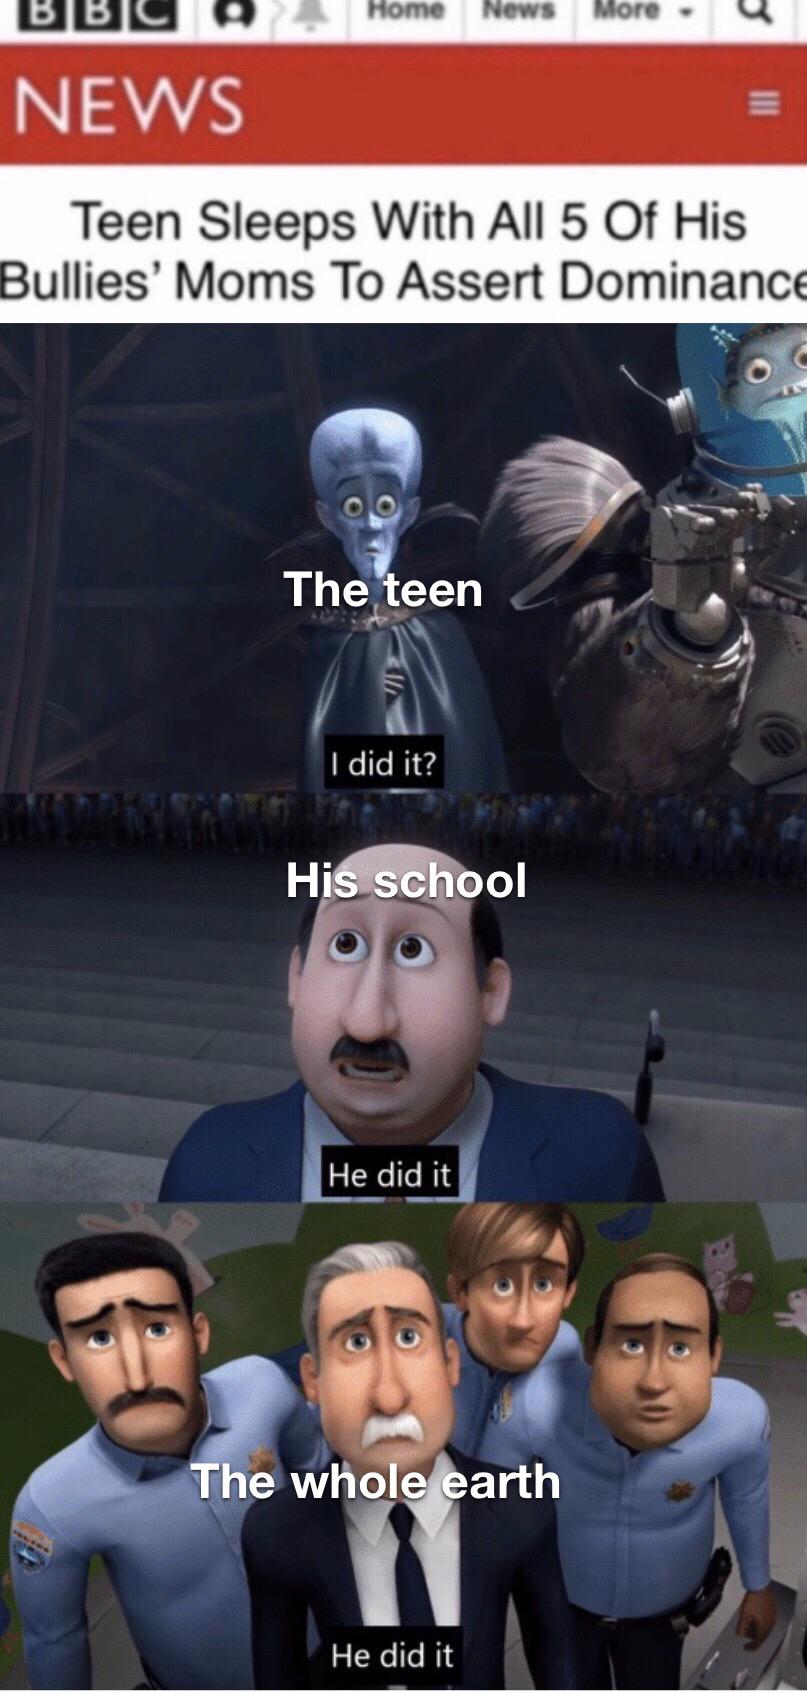 BBC Home News More
NEWS
Teen Sleeps With All 5 Of His
Bullies’ Moms To Assert Dominance
The teen
I did it?
His school
He did it
The whole earth
He did it